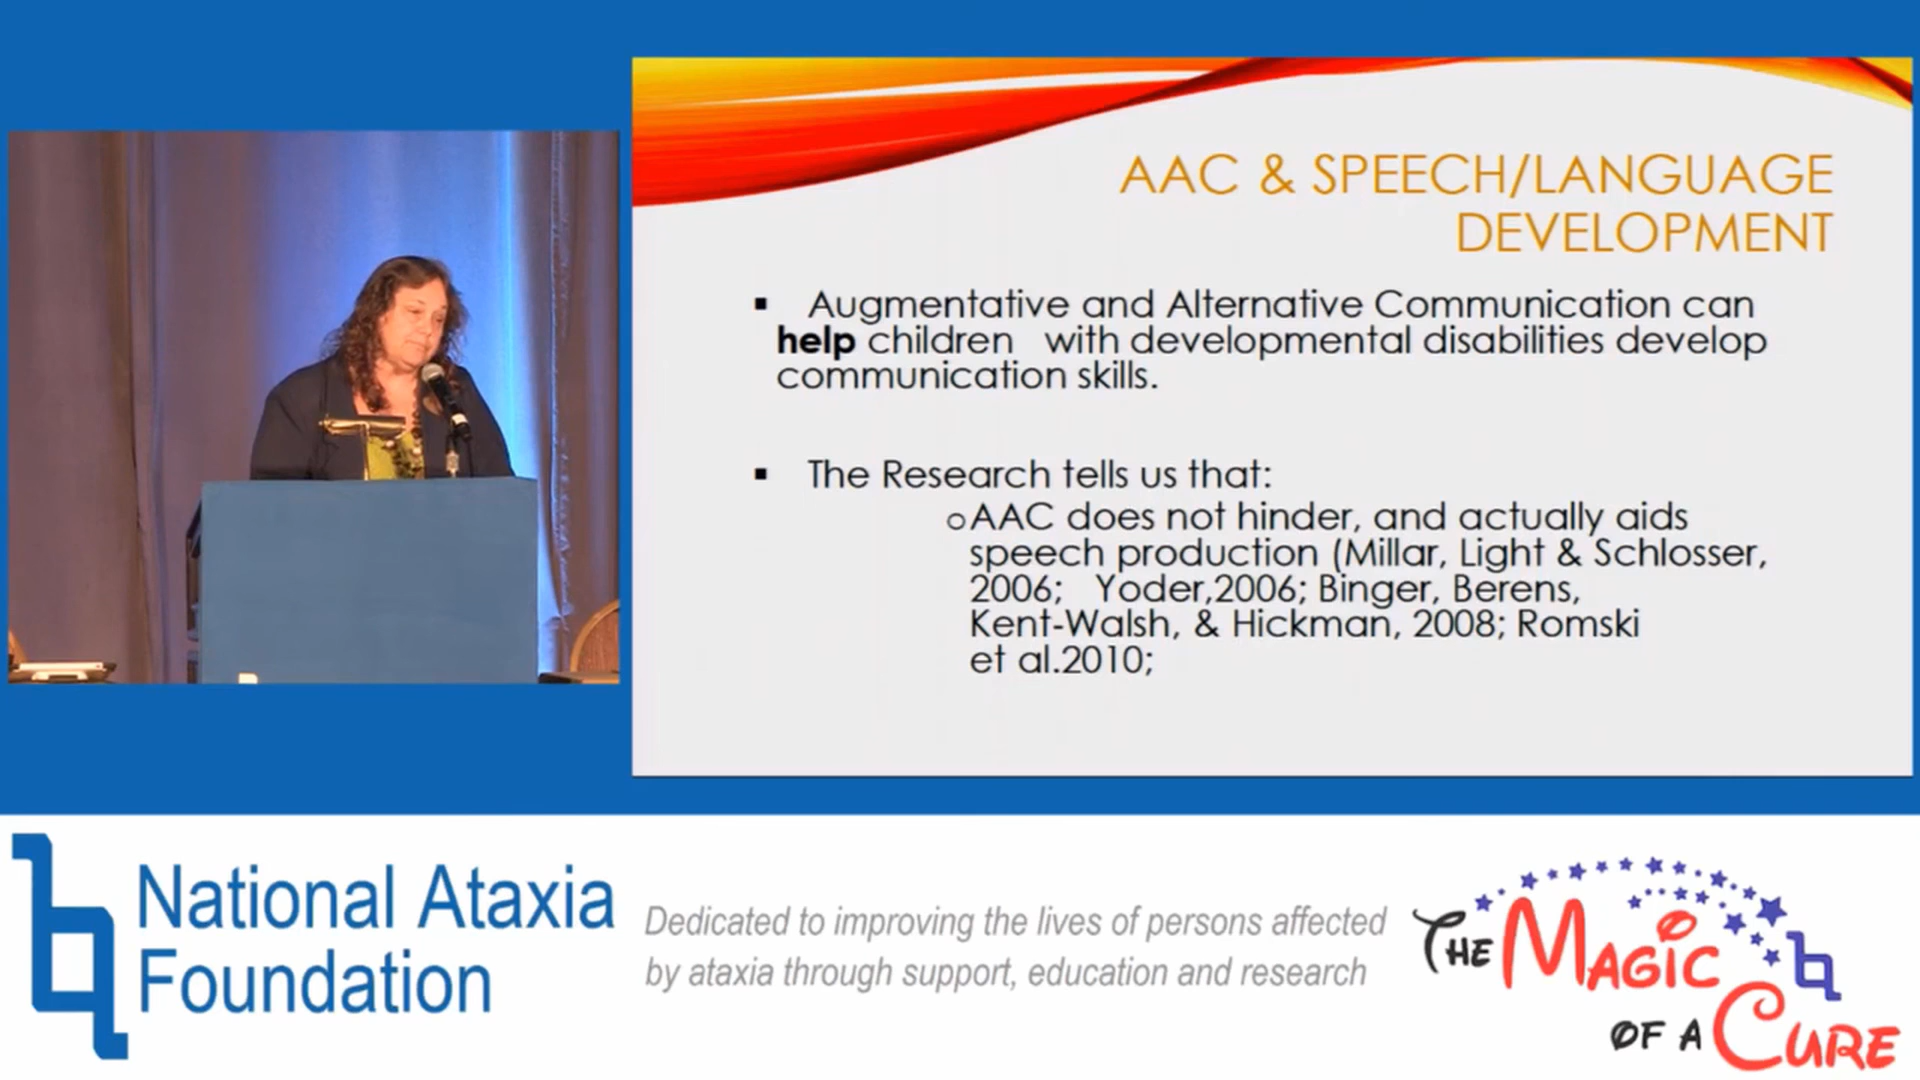 AAC & SPEECH/LANGUAGE
DEVELOPMENT
▪ Augmentative and Alternative Communication can
help children with developmental disabilities develop
communication skills.
▪ The Research tells us that:
oAAC does not hinder, and actually aids
speech production (Millar, Light & Schlosser,
2006; Yoder,2006; Binger, Berens,
Kent-Walsh, & Hickman, 2008; Romski
et al.2010;
National Ataxia
Foundation
Dedicated to improving the lives of persons affected
by ataxia through support, education and research
THE MAGIC
OF A CURE